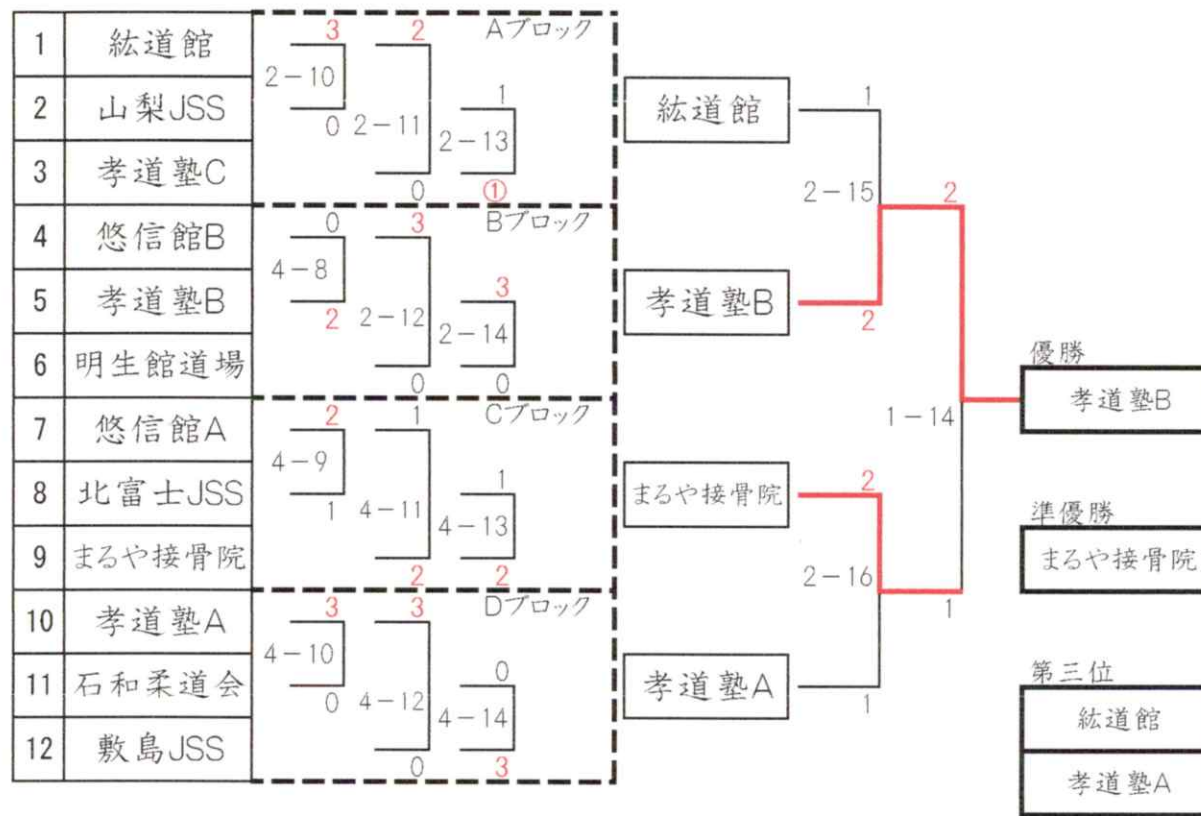 1 紘道館
2 山梨JSS
3 孝道塾C
4 悠信館B
5 孝道塾B
6 明生館道場
7 悠信館A
8 北富士JSS
9 まるや接骨院
10 孝道塾A
11 石和柔道会
12 敷島JSS
Aブロック
3
2-10
0
2
2-11
0
1
2-13
①
Bブロック
0
4-8
2
3
2-12
0
3
2-14
0
Cブロック
2
4-9
1
1
4-11
2
1
4-13
2
Dブロック
3
4-10
0
3
4-12
0
0
4-14
3
紘道館
1
2-15
2
孝道塾B
2
まるや接骨院
2
2-16
1
孝道塾A
1
1-14
優勝
孝道塾B
準優勝
まるや接骨院
第三位
紘道館
孝道塾A